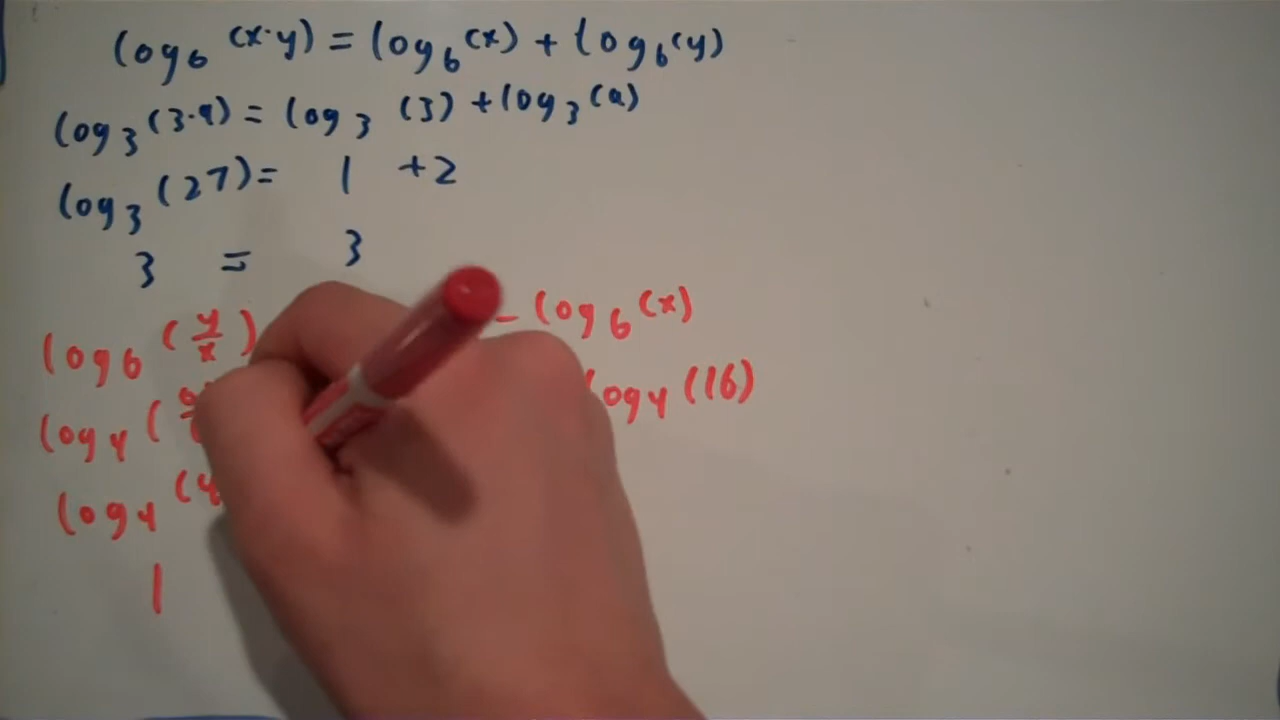 log₆ (x·y) = log₆ (x) + log₆ (y)
log₃ (3·9) = log₃ (3) + log₃ (9)
log₃ (27) = 1 + 2
3 = 3
log₆ (y/x) - log₆ (x)
log₄ ( log₄ (16)
log₄ (4
1